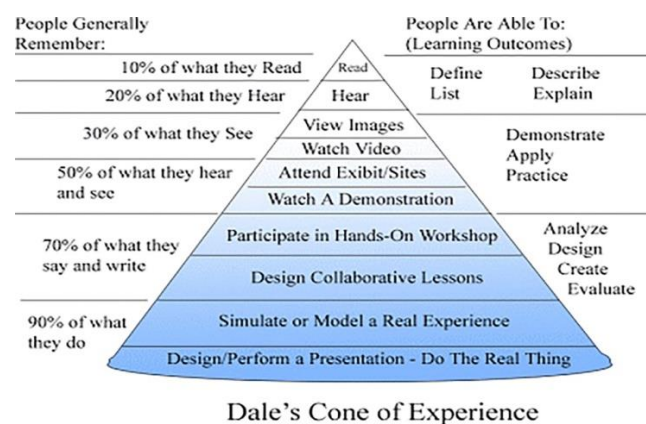 People Generally
Remember:
10% of what they Read
20% of what they Hear
30% of what they See
50% of what they hear
and see
70% of what they
say and write
90% of what
they do
Read
Hear
View Images
Watch Video
Attend Exibit/Sites
Watch A Demonstration
Participate in Hands-On Workshop
Design Collaborative Lessons
Simulate or Model a Real Experience
Design/Perform a Presentation - Do The Real Thing
People Are Able To:
(Learning Outcomes)
Define Describe
List Explain
Demonstrate
Apply
Practice
Analyze
Design
Create
Evaluate
Dale's Cone of Experience